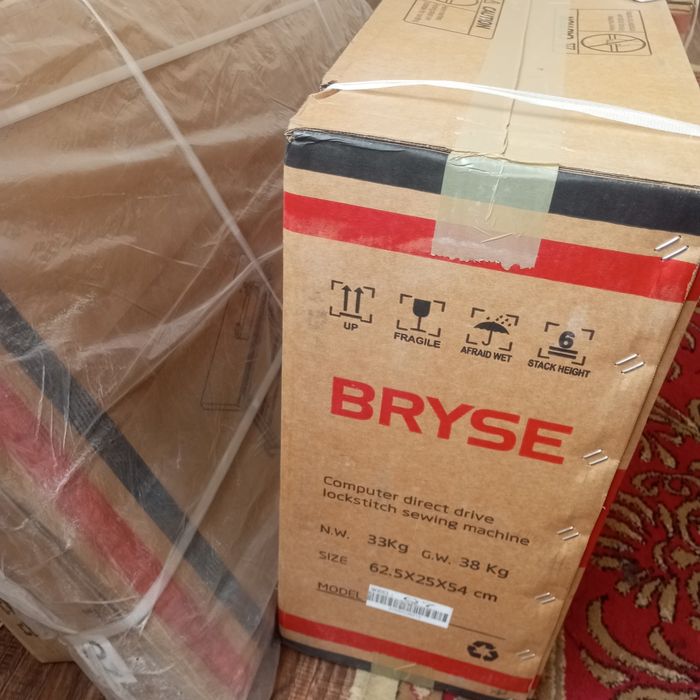 CAUTION
UP
FRAGILE
AFRAID WET
6
STACK HEIGHT
BRYSE
Computer direct drive
lockstitch sewing machine
N.W. 33Kg G.W. 38 Kg
SIZE 62.5X25X54 cm
MODEL